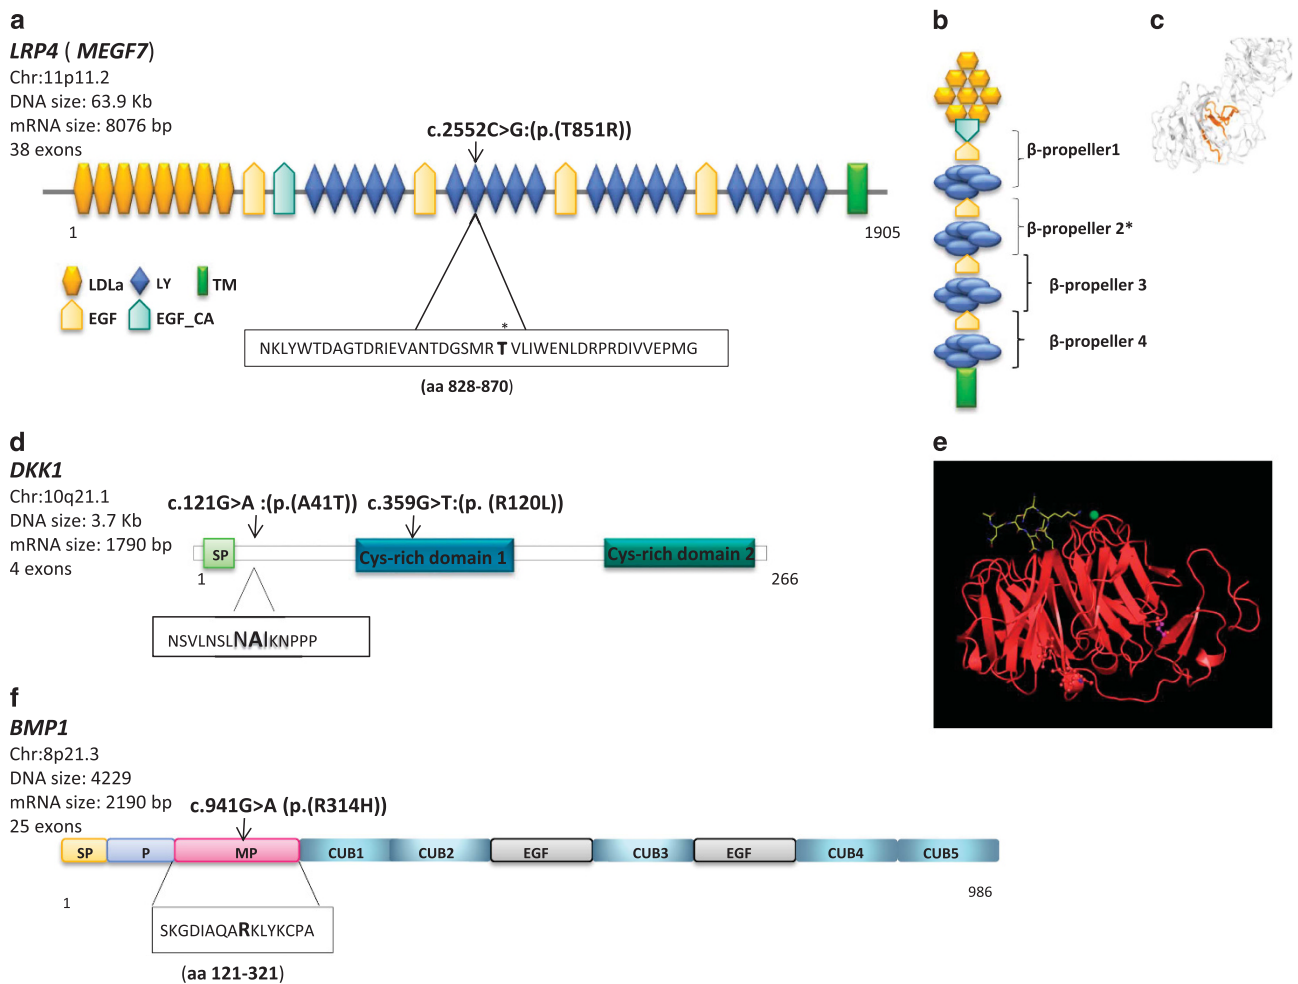 a
LRP4 ( MEGF7)
Chr:11p11.2
DNA size: 63.9 Kb
mRNA size: 8076 bp
38 exons
c.2552C>G:(p.(T851R))
1
1905
LDLa
LY
TM
EGF
EGF_CA
*
NKLYWTDAGTDRIEVANTDGSMR T VLIWENLDRPRDIVVEPMG
(aa 828-870)
b
β-propeller1
β-propeller 2*
β-propeller 3
β-propeller 4
c
d
DKK1
Chr:10q21.1
DNA size: 3.7 Kb
mRNA size: 1790 bp
4 exons
c.121G>A :(p.(A41T))
c.359G>T:(p. (R120L))
SP
Cys-rich domain 1
Cys-rich domain 2
1
266
NSVLNSLNAIKNPPP
e
f
BMP1
Chr:8p21.3
DNA size: 4229
mRNA size: 2190 bp
25 exons
c.941G>A (p.(R314H))
SP
P
MP
CUB1
CUB2
EGF
CUB3
EGF
CUB4
CUB5
1
986
SKGDIAQARKLYKCPA
(aa 121-321)